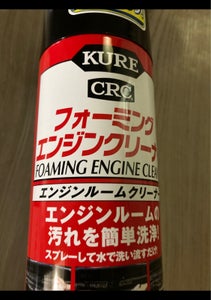 KURE
CRC
フォーミング
エンジンクリーナ
FOAMING ENGINE CLEA
エンジンルームクリーナ
エンジンルームの
汚れを簡単洗浄!
スプレーして水で洗い流すだけ